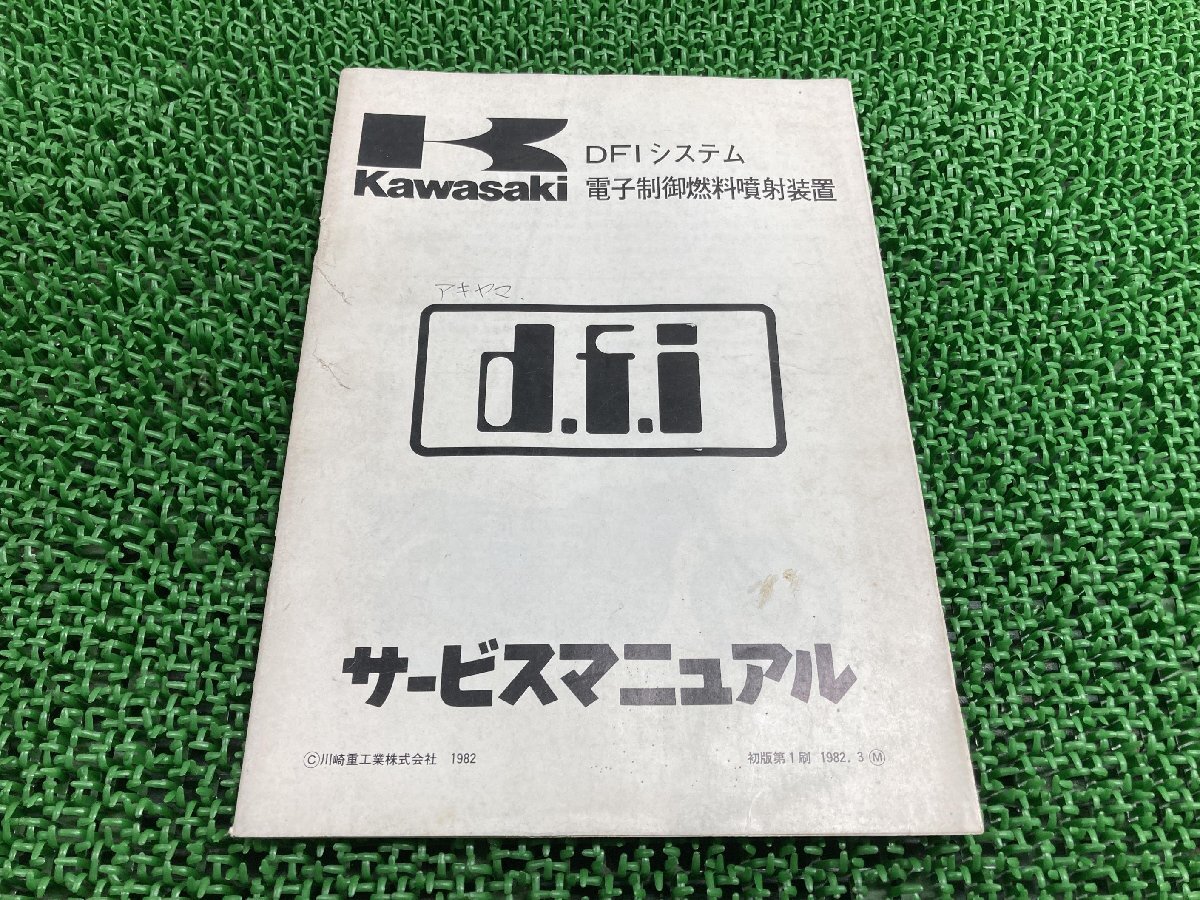 Kawasaki
DFIシステム
電子制御燃料噴射装置
アキヤマ.
d.f.i
サービスマニュアル
Ⓒ川崎重工業株式会社 1982
初版第1刷 1982.3 Ⓜ